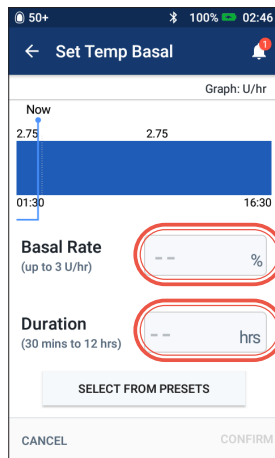 50+ 100% 02:46
← Set Temp Basal 1
Graph: U/hr
Now
2.75 2.75
01:30 16:30
Basal Rate
(up to 3 U/hr)
-- %
Duration
(30 mins to 12 hrs)
-- hrs
SELECT FROM PRESETS
CANCEL CONFIRM